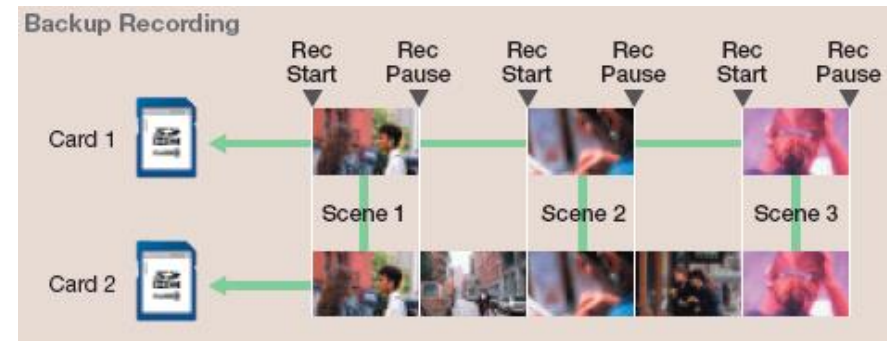 Backup Recording
Rec Start
Rec Pause
Rec Start
Rec Pause
Rec Start
Rec Pause
Card 1
Scene 1
Scene 2
Scene 3
Card 2